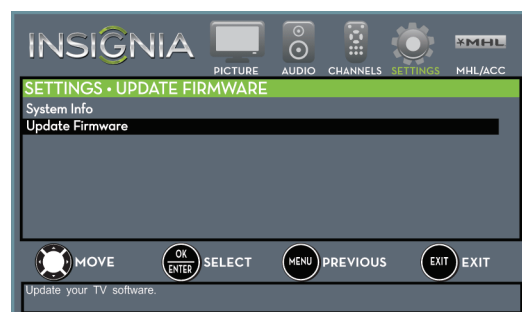 INSIGNIA
PICTURE AUDIO CHANNELS SETTINGS MHL/ACC
MHL
SETTINGS • UPDATE FIRMWARE
System Info
Update Firmware
MOVE OK ENTER SELECT MENU PREVIOUS EXIT EXIT
Update your TV software.